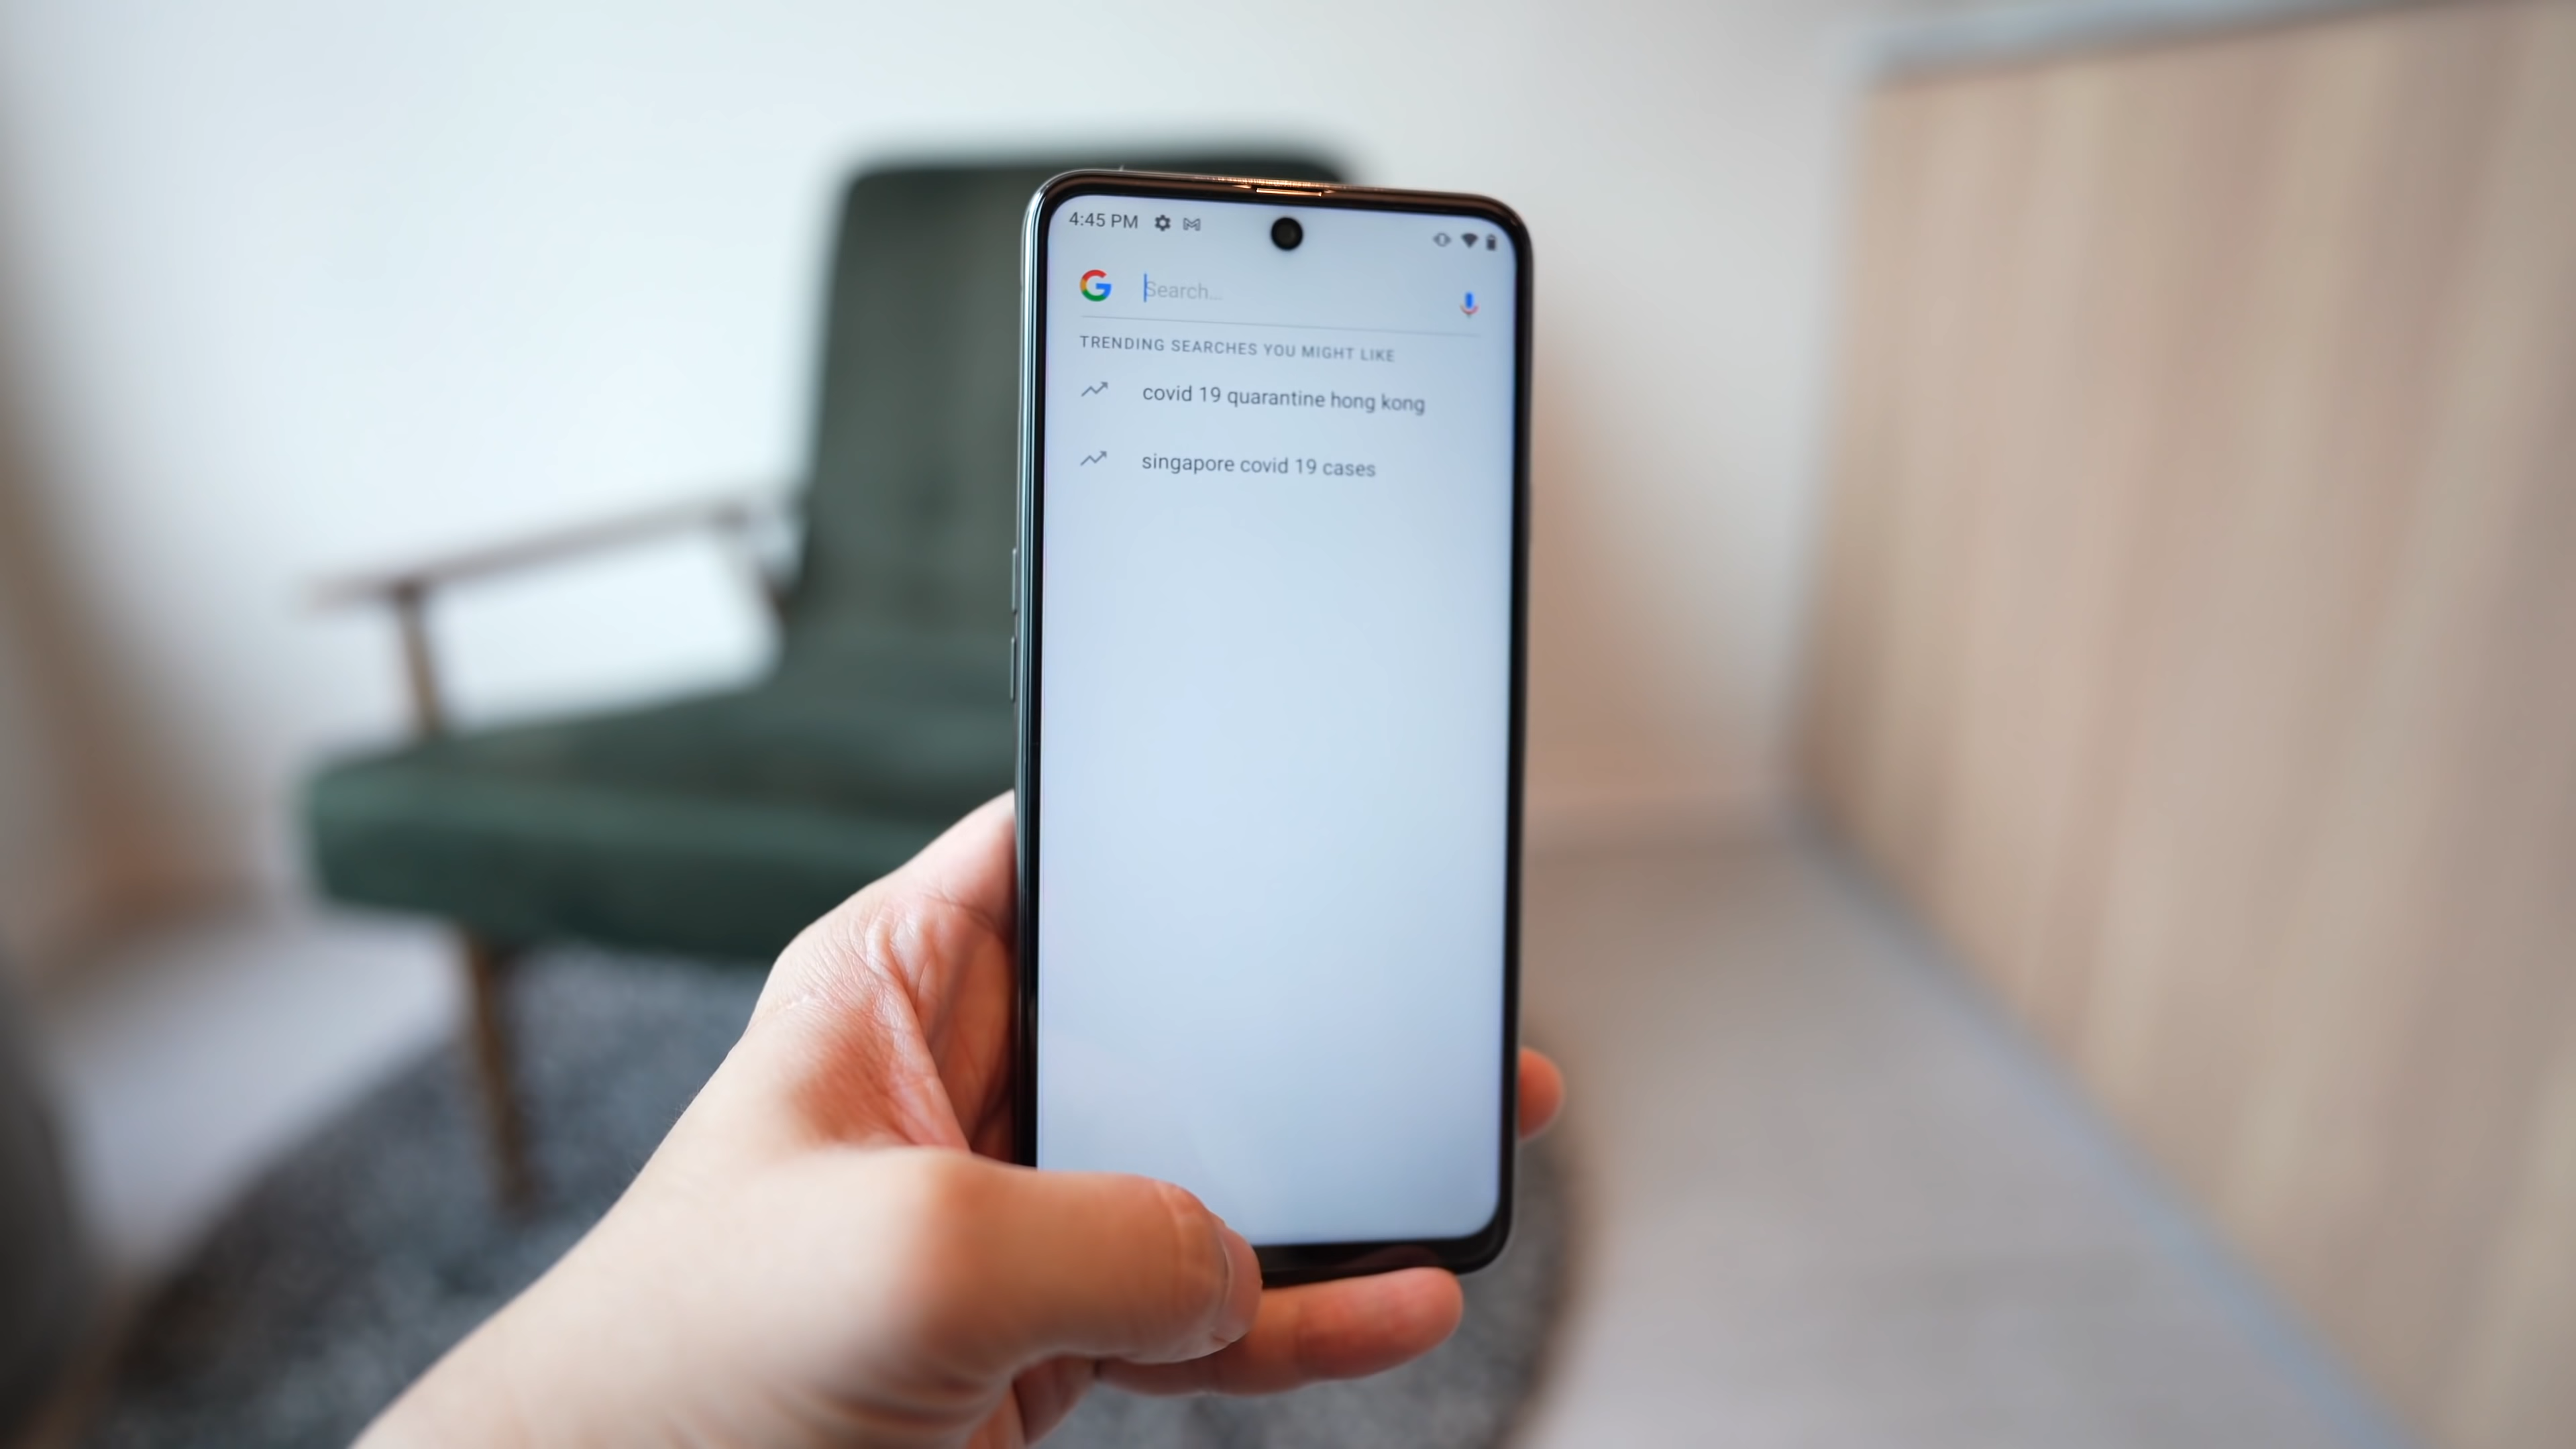 4:45 PM
Search...
TRENDING SEARCHES YOU MIGHT LIKE
covid 19 quarantine hong kong
singapore covid 19 cases